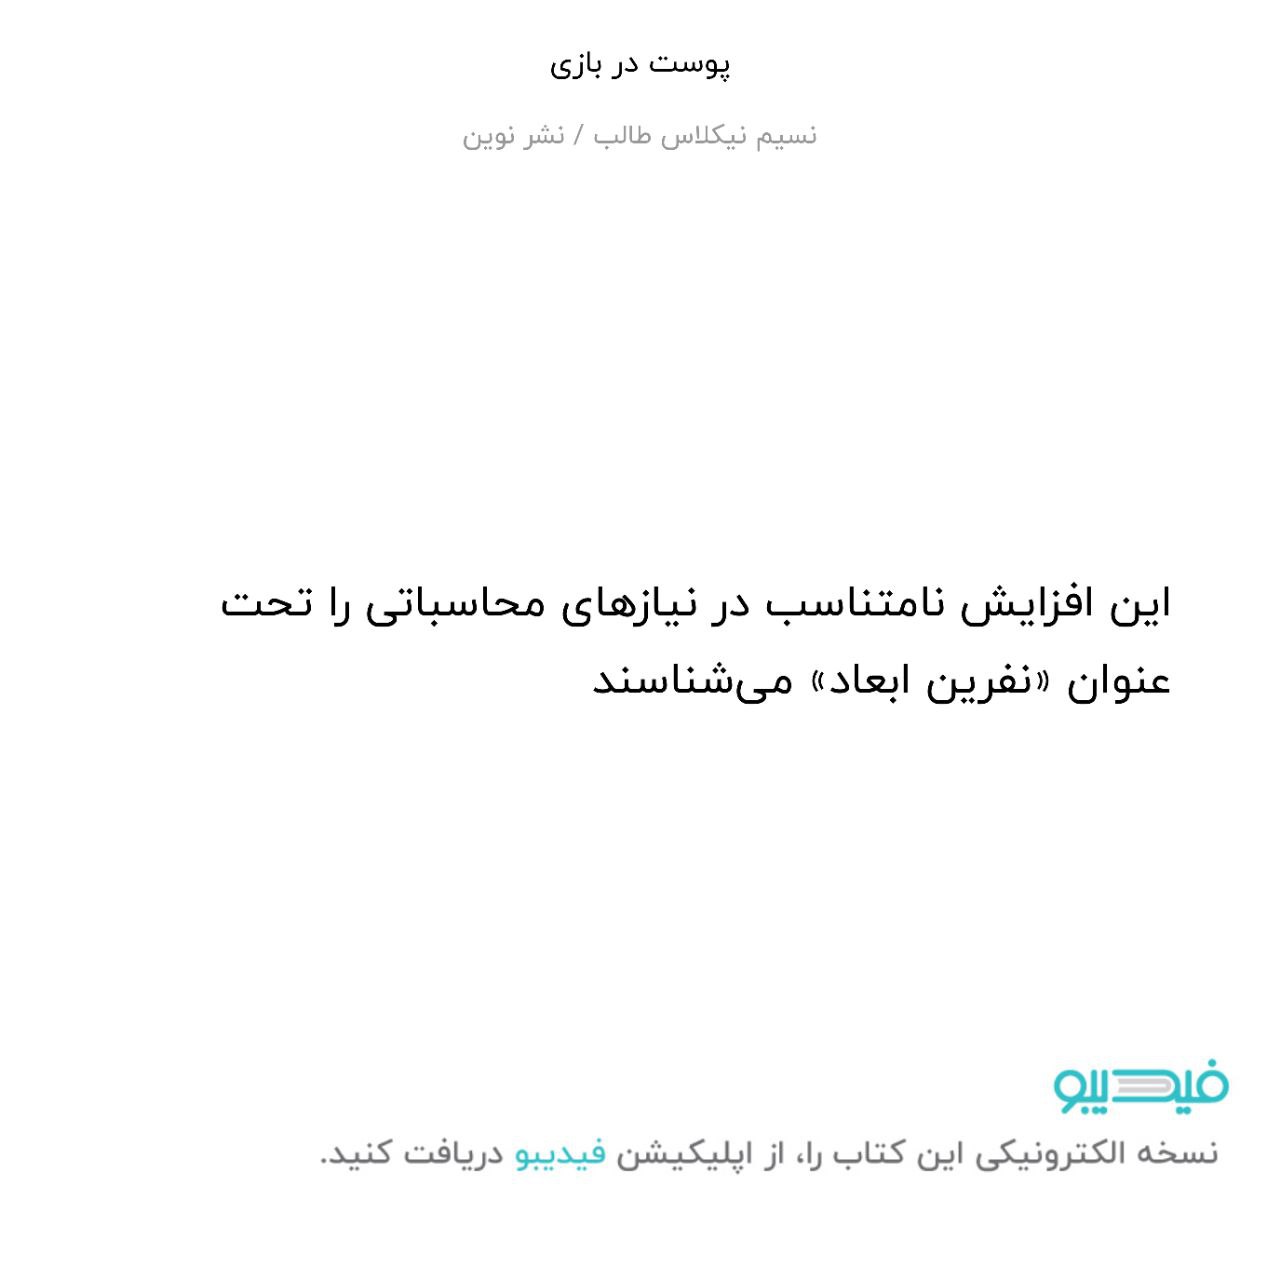 پوست در بازی
نسیم نیکلاس طالب / نشر نوین
این افزایش نامتناسب در نیازهای محاسباتی را تحت
عنوان «نفرین ابعاد» می‌شناسند
فیدیبو
نسخه الکترونیکی این کتاب را، از اپلیکیشن فیدیبو دریافت کنید.